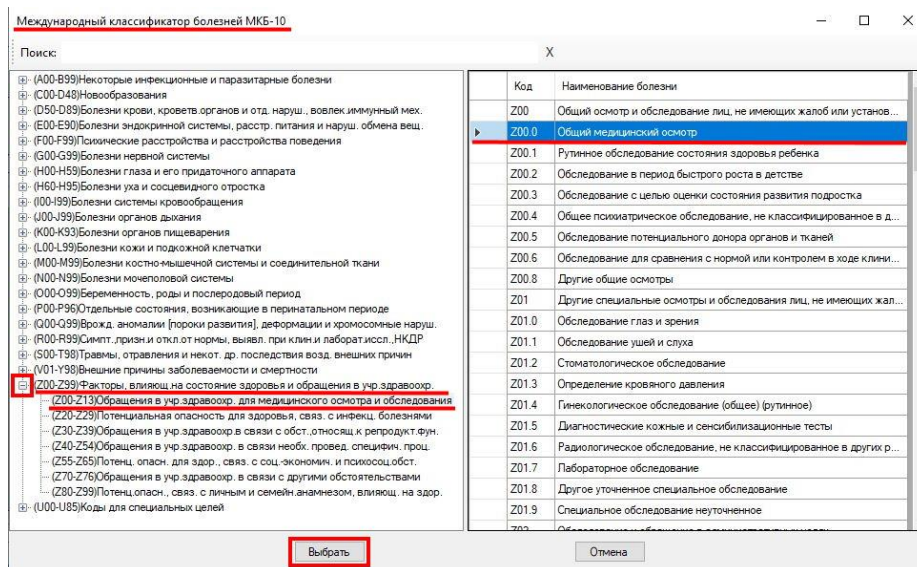 Международный классификатор болезней МКБ-10
Поиск:
X
(A00-B99)Некоторые инфекционные и паразитарные болезни
(C00-D48)Новообразования
(D50-D89)Болезни крови, кроветв.органов и отд. наруш., вовлек.иммунный мех.
(E00-E90)Болезни эндокринной системы, расстр. питания и наруш. обмена вещ.
(F00-F99)Психические расстройства и расстройства поведения
(G00-G99)Болезни нервной системы
(H00-H59)Болезни глаза и его придаточного аппарата
(H60-H95)Болезни уха и сосцевидного отростка
(I00-I99)Болезни системы кровообращения
(J00-J99)Болезни органов дыхания
(K00-K93)Болезни органов пищеварения
(L00-L99)Болезни кожи и подкожной клетчатки
(M00-M99)Болезни костно-мышечной системы и соединительной ткани
(N00-N99)Болезни мочеполовой системы
(O00-O99)Беременность, роды и послеродовый период
(P00-P96)Отдельные состояния, возникающие в перинатальном периоде
(Q00-Q99)Врожд. аномалии [пороки развития], деформации и хромосомные наруш.
(R00-R99)Симпт.,призн.и откл.от нормы, выявл. при клин.и лаборат.иссл.,НКДР
(S00-T98)Травмы, отравления и некот. др. последствия возд. внешних причин
(V01-Y98)Внешние причины заболеваемости и смертности
(Z00-Z99)Факторы, влияющ.на состояние здоровья и обращения в учр.здравоохр.
(Z00-Z13)Обращения в учр.здравоохр. для медицинского осмотра и обследования
(Z20-Z29)Потенциальная опасность для здоровья, связ. с инфекц. болезнями
(Z30-Z39)Обращения в учр.здравоохр.в связи с обст.,относящ.к репродукт.фун.
(Z40-Z54)Обращения в учр.здравоохр. в связи необх. провед. специфич. проц.
(Z55-Z65)Потенц. опасн. для здор., связ. с соц.-экономич. и психосоц.обст.
(Z70-Z76)Обращения в учр.здравоохр. в связи с другими обстоятельствами
(Z80-Z99)Потенц.опасн., связ. с личным и семейн.анамнезом, влияющ. на здор.
(U00-U85)Коды для специальных целей
Код Наименование болезни
Z00 Общий осмотр и обследование лиц, не имеющих жалоб или установ...
Z00.0 Общий медицинский осмотр
Z00.1 Рутинное обследование состояния здоровья ребенка
Z00.2 Обследование в период быстрого роста в детстве
Z00.3 Обследование с целью оценки состояния развития подростка
Z00.4 Общее психиатрическое обследование, не классифицированное в д...
Z00.5 Обследование потенциального донора органов и тканей
Z00.6 Обследование для сравнения с нормой или контролем в ходе клини...
Z00.8 Другие общие осмотры
Z01 Другие специальные осмотры и обследования лиц, не имеющих жал...
Z01.0 Обследование глаз и зрения
Z01.1 Обследование ушей и слуха
Z01.2 Стоматологическое обследование
Z01.3 Определение кровяного давления
Z01.4 Гинекологическое обследование (общее) (рутинное)
Z01.5 Диагностические кожные и сенсибилизационные тесты
Z01.6 Радиологическое обследование, не классифицированное в других р...
Z01.7 Лабораторное обследование
Z01.8 Другое уточненное специальное обследование
Z01.9 Специальное обследование неуточненное
Выбрать
Отмена